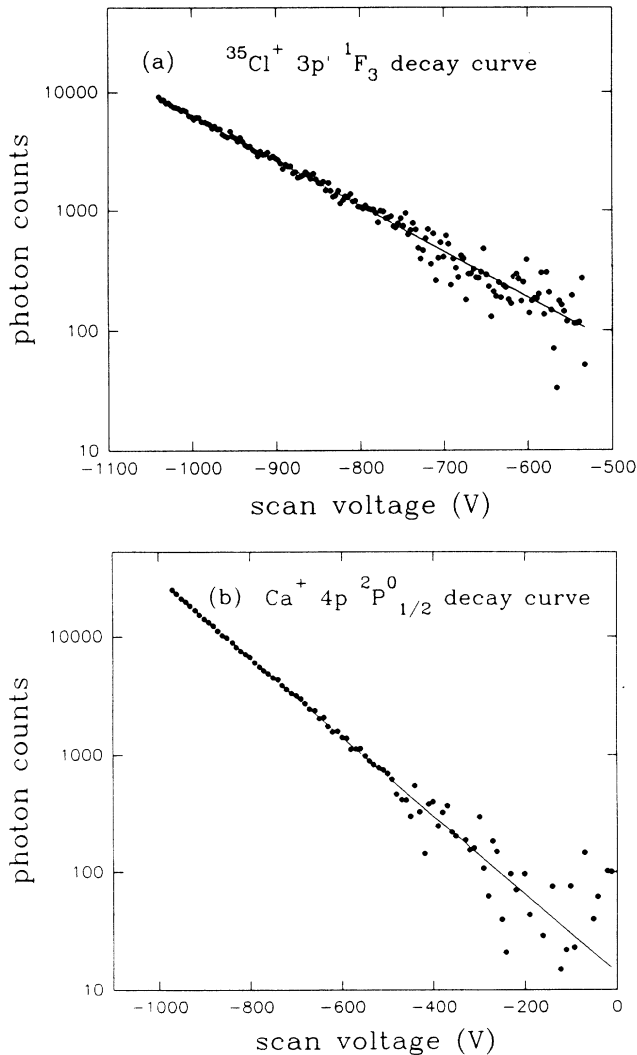 (a) ³⁵Cl⁺ 3p' ¹F₃ decay curve
10000
1000
100
10
photon counts
-1100 -1000 -900 -800 -700 -600 -500
scan voltage (V)
(b) Ca⁺ 4p ²P⁰₁/₂ decay curve
10000
1000
100
10
photon counts
-1000 -800 -600 -400 -200 0
scan voltage (V)